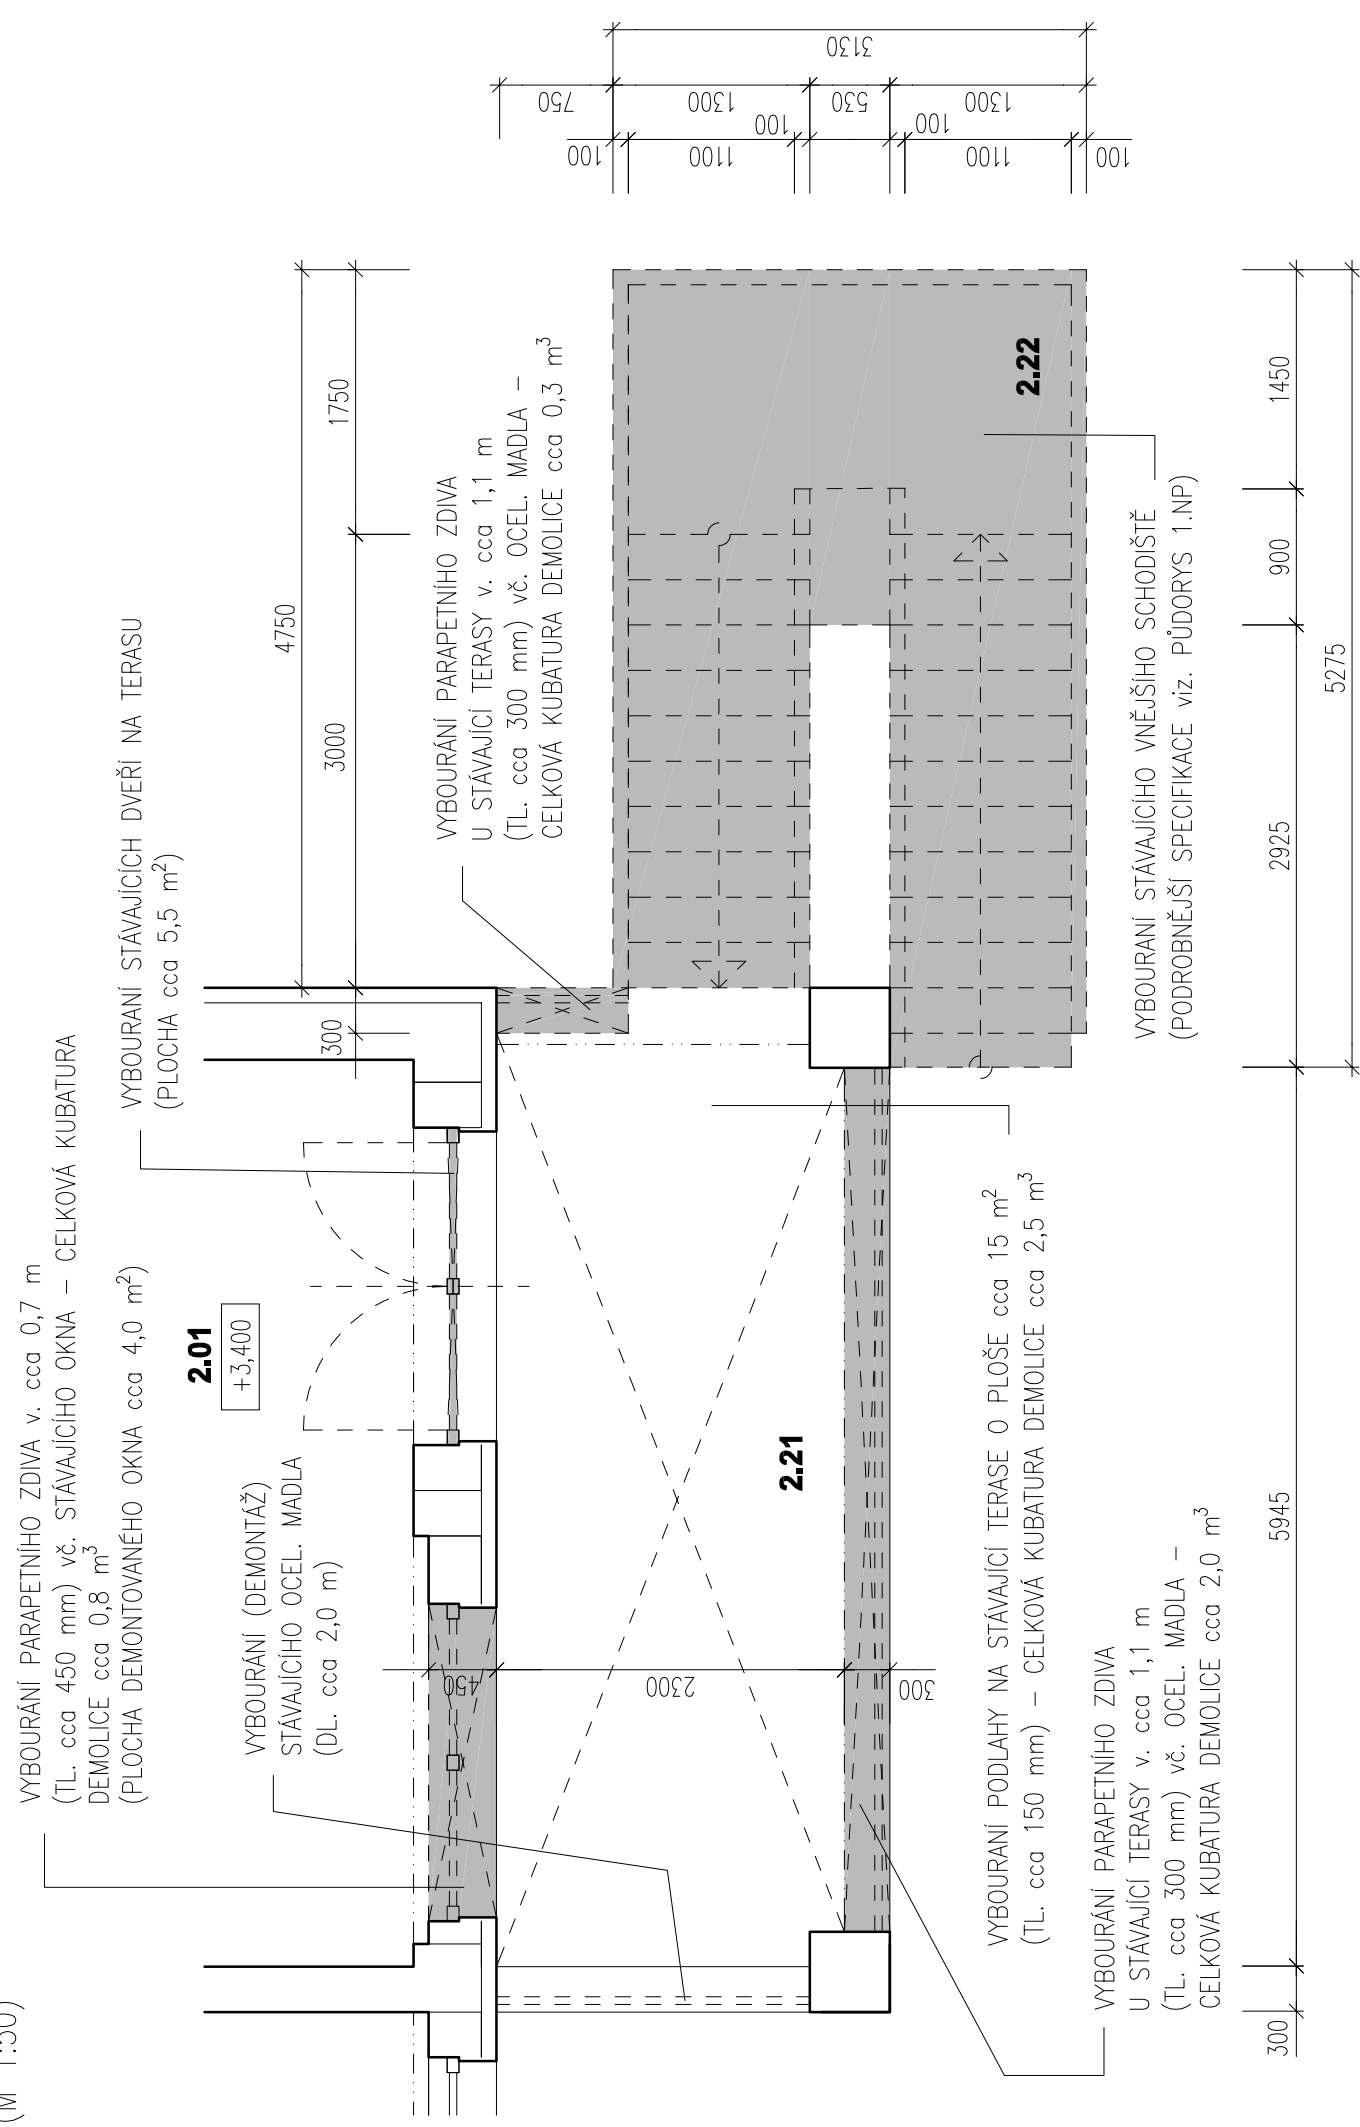 (M 1:50)
VYBOURÁNÍ PARAPETNÍHO ZDIVA v. cca 0,7 m
(TL. cca 450 mm) vč. STÁVAJÍCÍHO OKNA – CELKOVÁ KUBATURA
DEMOLICE cca 0,8 m³
(PLOCHA DEMONTOVANÉHO OKNA cca 4,0 m²)
VYBOURANÍ STÁVAJÍCÍCH DVEŘÍ NA TERASU
(PLOCHA cca 5,5 m²)
2.01
+3,400
VYBOURÁNÍ (DEMONTÁŽ)
STÁVAJÍCÍHO OCEL. MADLA
(DL. cca 2,0 m)
4750
300
3000
1750
VYBOURÁNÍ PARAPETNÍHO ZDIVA
U STÁVAJÍCÍ TERASY v. cca 1,1 m
(TL. cca 300 mm) vč. OCEL. MADLA –
CELKOVÁ KUBATURA DEMOLICE cca 0,3 m³
450
2300
300
2.21
2.22
750
1300
530
1300
3130
100
1100
100
100
1100
100
VYBOURANÍ PODLAHY NA STÁVAJÍCÍ TERASE O PLOŠE cca 15 m²
(TL. cca 150 mm) – CELKOVÁ KUBATURA DEMOLICE cca 2,5 m³
VYBOURÁNÍ PARAPETNÍHO ZDIVA
U STÁVAJÍCÍ TERASY v. cca 1,1 m
(TL. cca 300 mm) vč. OCEL. MADLA –
CELKOVÁ KUBATURA DEMOLICE cca 2,0 m³
VYBOURANÍ STÁVAJÍCÍHO VNĚJŠÍHO SCHODIŠTĚ
(PODROBNĚJŠÍ SPECIFIKACE viz. PŮDORYS 1.NP)
300
5945
2925
900
1450
5275